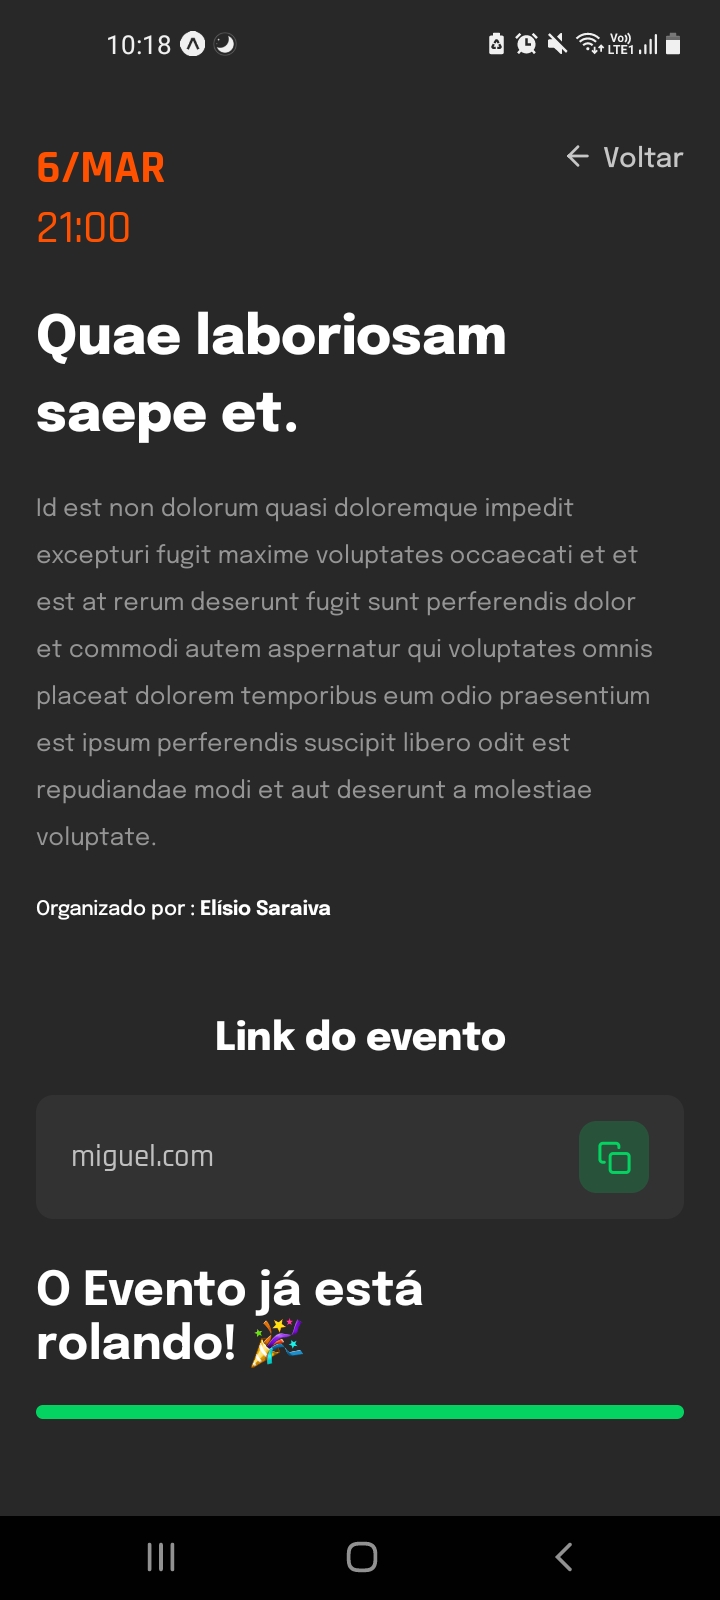 10:18
Vo))
LTE1
6/MAR
← Voltar
21:00
Quae laboriosam
saepe et.
Id est non dolorum quasi doloremque impedit
excepturi fugit maxime voluptates occaecati et et
est at rerum deserunt fugit sunt perferendis dolor
et commodi autem aspernatur qui voluptates omnis
placeat dolorem temporibus eum odio praesentium
est ipsum perferendis suscipit libero odit est
repudiandae modi et aut deserunt a molestiae
voluptate.
Organizado por : Elísio Saraiva
Link do evento
miguel.com
O Evento já está
rolando! 🎉